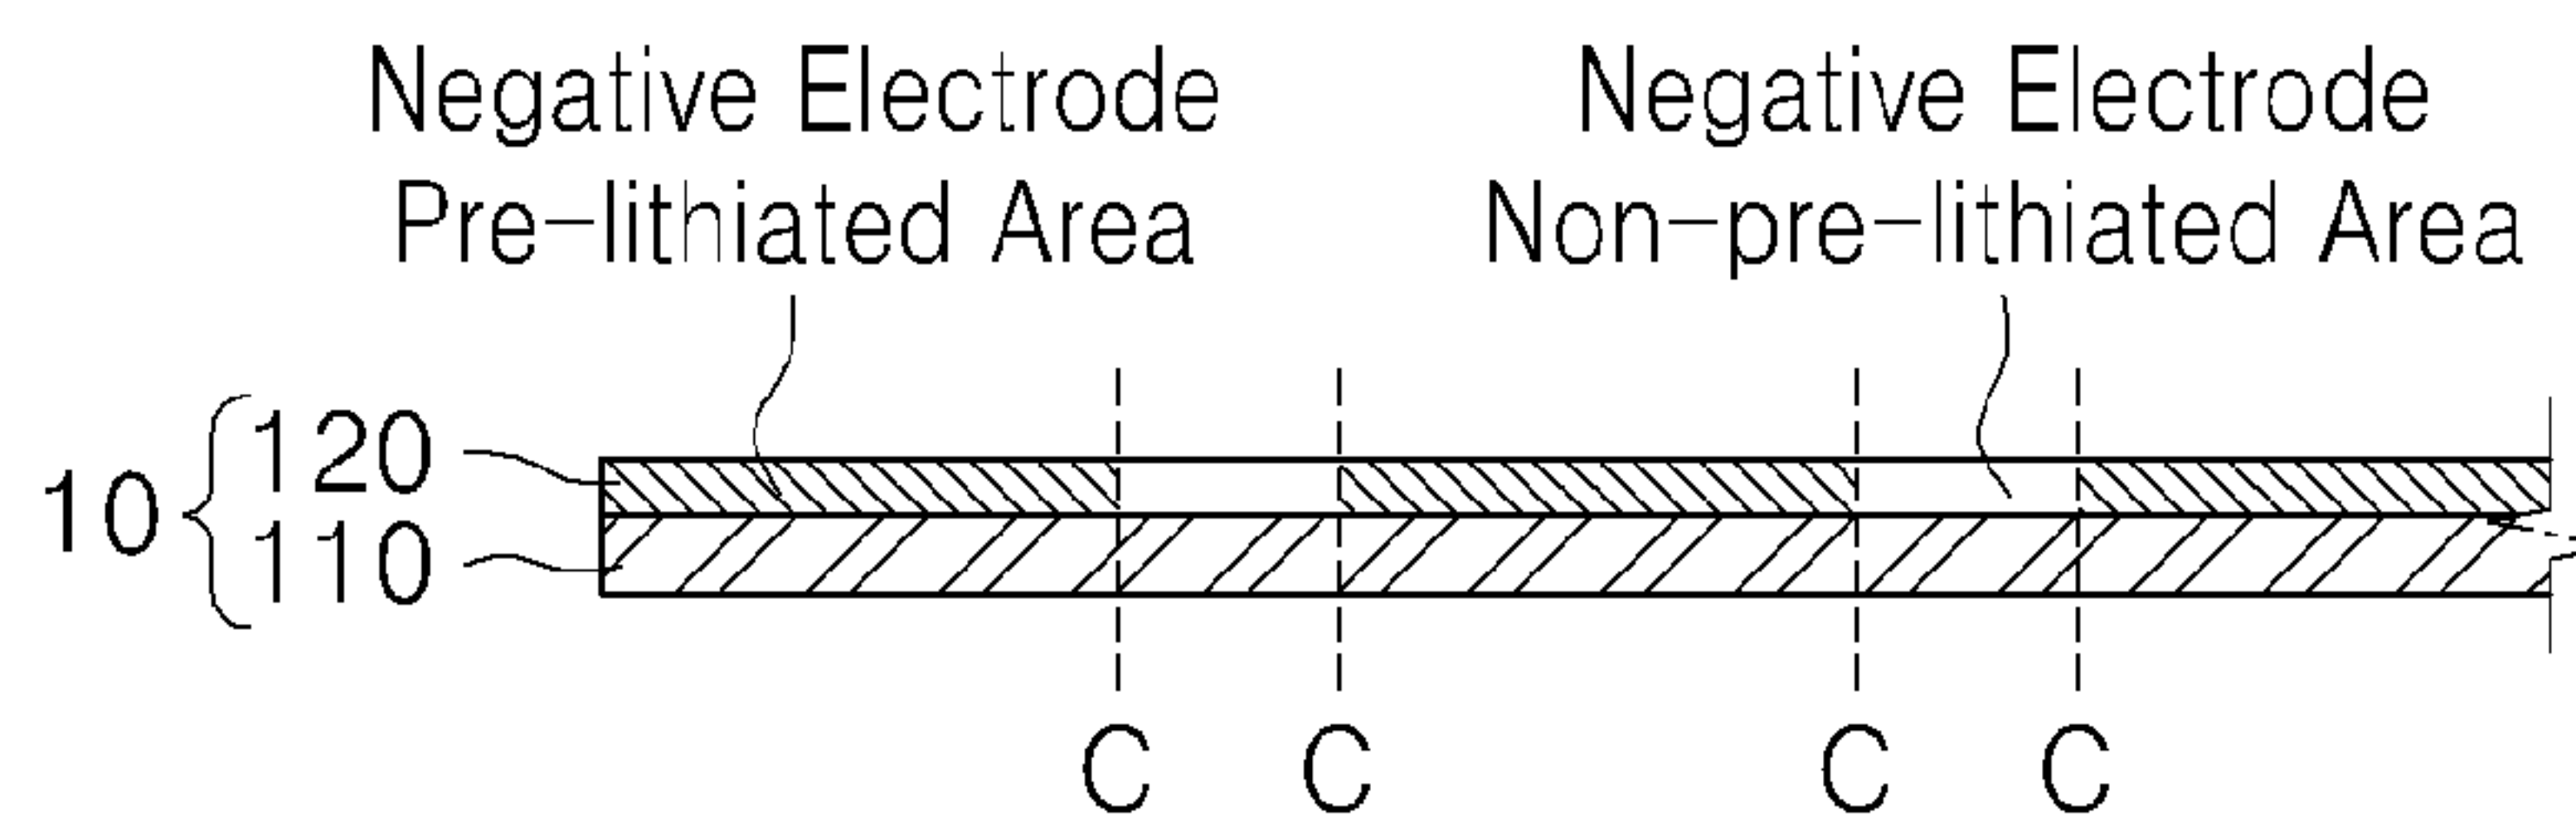 Negative Electrode
Pre-lithiated Area
Negative Electrode
Non-pre-lithiated Area
10
120
110
C C C C